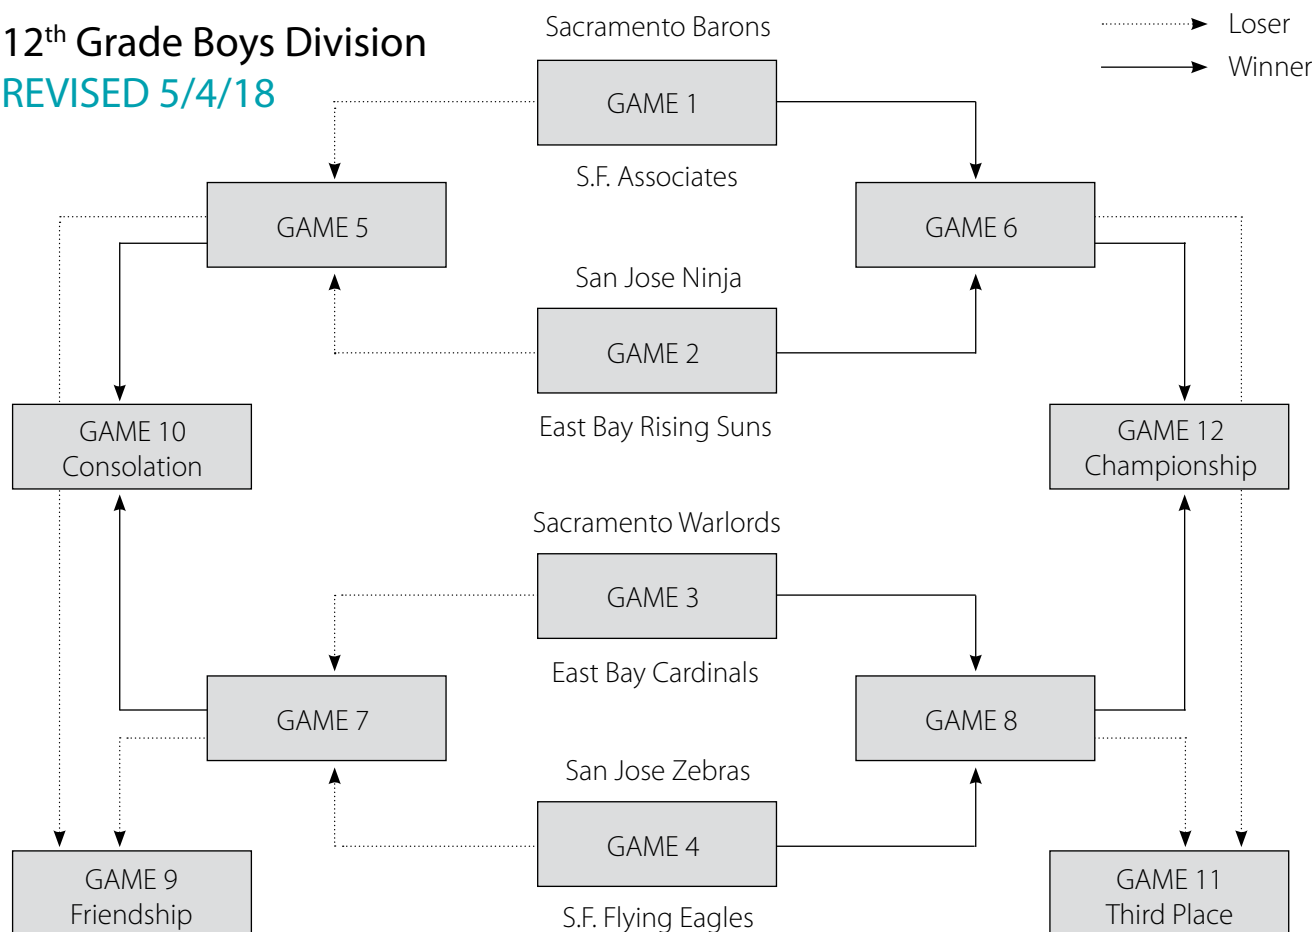 12th Grade Boys Division
REVISED 5/4/18
Loser
Winner
Sacramento Barons
GAME 1
S.F. Associates
GAME 5
GAME 6
San Jose Ninja
GAME 2
East Bay Rising Suns
GAME 10
Consolation
GAME 12
Championship
Sacramento Warlords
GAME 3
East Bay Cardinals
GAME 7
GAME 8
San Jose Zebras
GAME 4
S.F. Flying Eagles
GAME 9
Friendship
GAME 11
Third Place